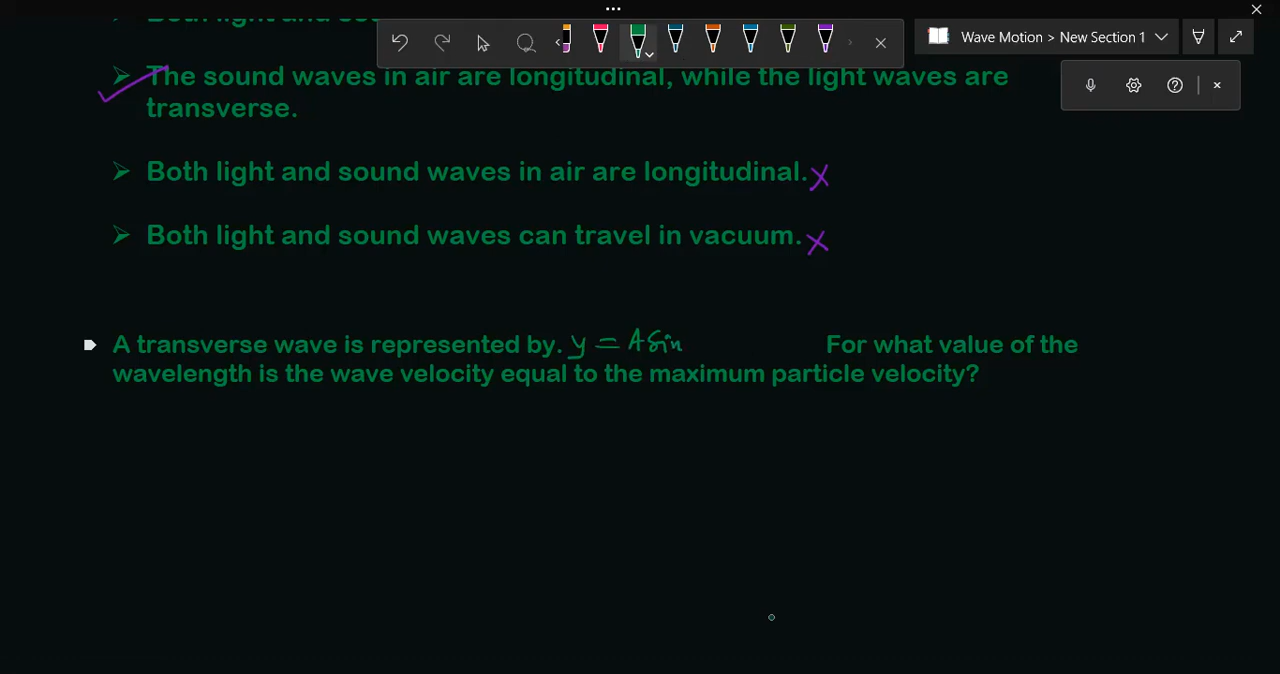 Wave Motion > New Section 1
The sound waves in air are longitudinal, while the light waves are
transverse.
Both light and sound waves in air are longitudinal.
Both light and sound waves can travel in vacuum.
A transverse wave is represented by. y = A Sin For what value of the
wavelength is the wave velocity equal to the maximum particle velocity?